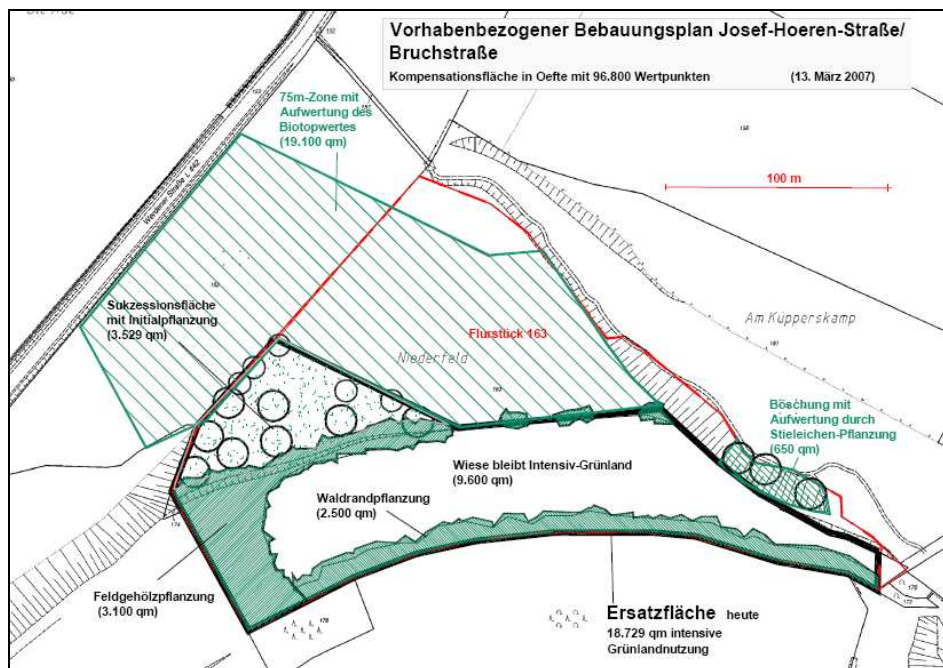 Vorhabenbezogener Bebauungsplan Josef-Hoeren-Straße/
Bruchstraße
Kompensationsfläche in Oefte mit 96.800 Wertpunkten (13. März 2007)
75m-Zone mit
Aufwertung des
Biotopwertes
(19.100 qm)
Werdener Straße L 442
100 m
Sukzessionsfläche
mit Initialpflanzung
(3.529 qm)
Flurstück 163
Niederfeld
Am Küpperskamp
Böschung mit
Aufwertung durch
Stieleichen-Pflanzung
(650 qm)
Wiese bleibt Intensiv-Grünland
(9.600 qm)
Waldrandpflanzung
(2.500 qm)
Feldgehölzpflanzung
(3.100 qm)
Ersatzfläche heute
18.729 qm intensive
Grünlandnutzung